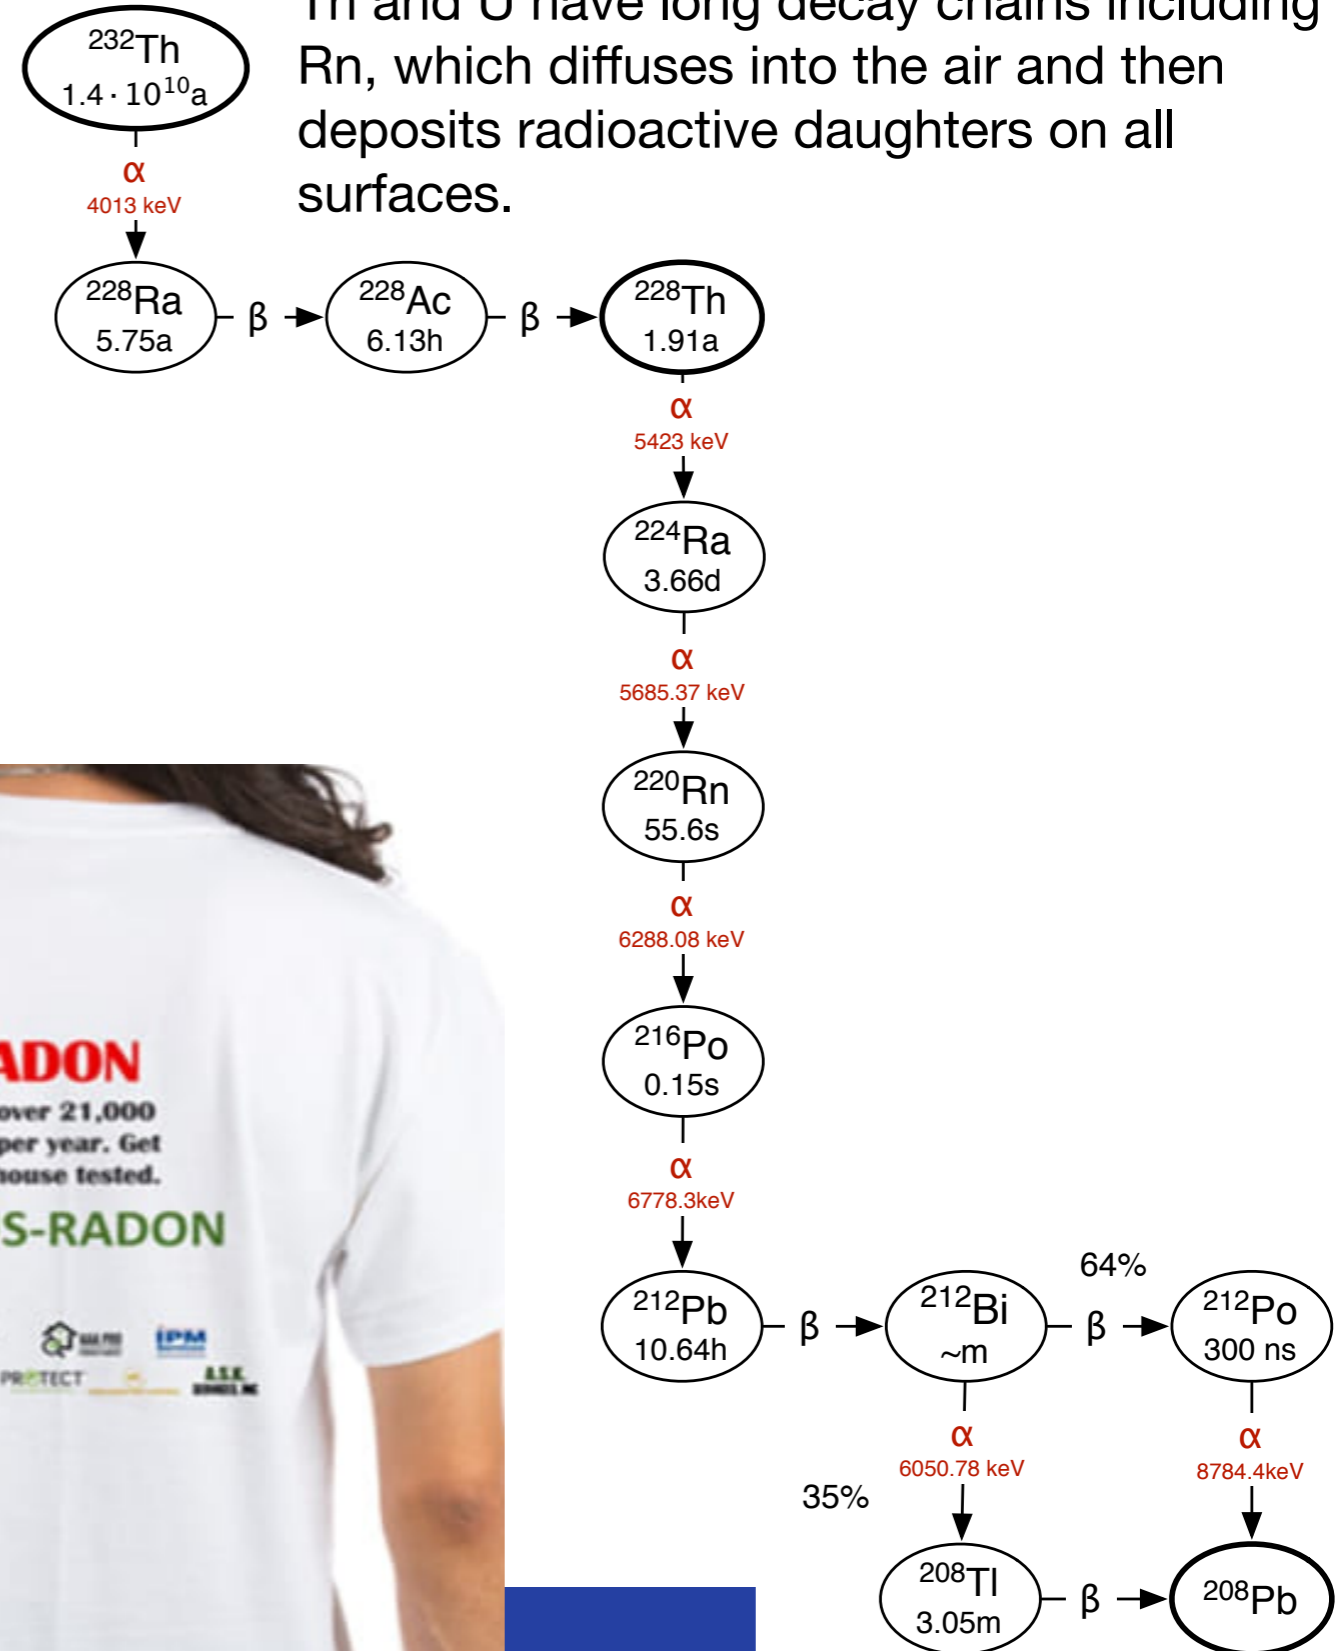 Th and U have long decay chains including
Rn, which diffuses into the air and then
deposits radioactive daughters on all
surfaces.
²³²Th
1.4 · 10¹⁰a
α
4013 keV
²²⁸Ra
5.75a
β
²²⁸Ac
6.13h
β
²²⁸Th
1.91a
α
5423 keV
²²⁴Ra
3.66d
α
5685.37 keV
²²⁰Rn
55.6s
α
6288.08 keV
²¹⁶Po
0.15s
α
6778.3keV
²¹²Pb
10.64h
β
²¹²Bi
~m
64%
β
²¹²Po
300 ns
α
6050.78 keV
35%
α
8784.4keV
²⁰⁸Tl
3.05m
β
²⁰⁸Pb
ADON
over 21,000
per year. Get
house tested.
S-RADON
IPM
PROTECT
A.S.K.